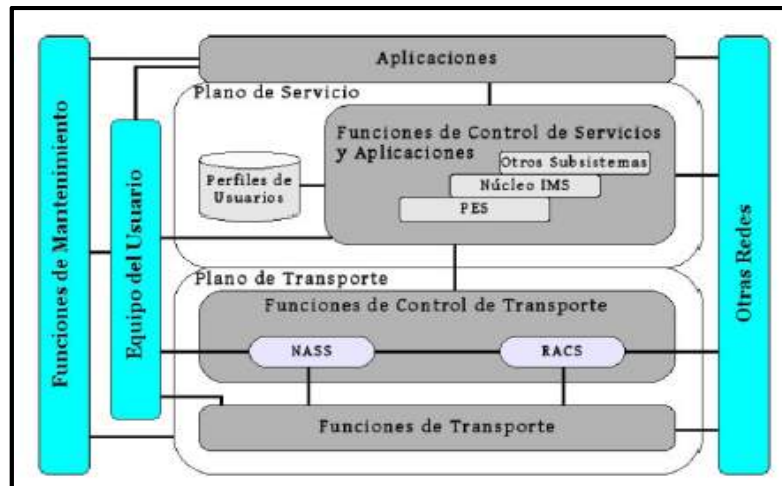 Funciones de Mantenimiento
Equipo del Usuario
Aplicaciones
Plano de Servicio
Funciones de Control de Servicios
y Aplicaciones
Otros Subsistemas
Núcleo IMS
PES
Perfiles de
Usuarios
Plano de Transporte
Funciones de Control de Transporte
NASS
RACS
Funciones de Transporte
Otras Redes